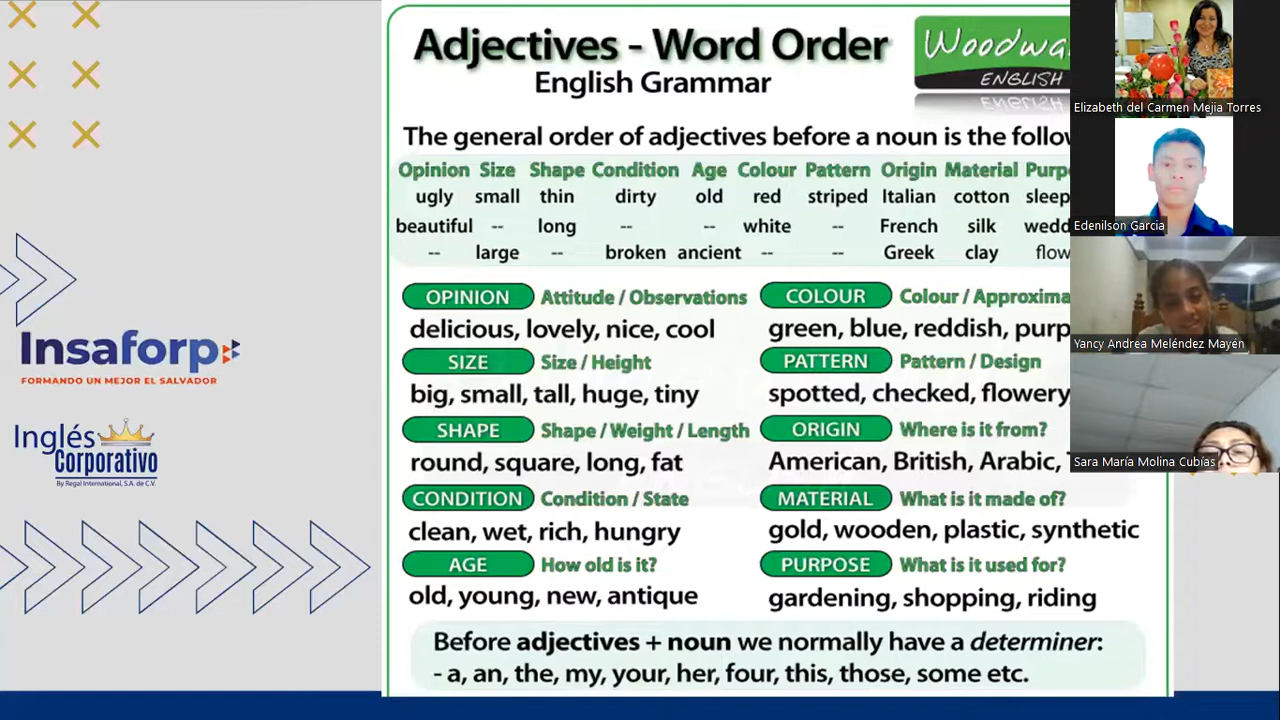 Adjectives - Word Order
English Grammar
ENGLISH
The general order of adjectives before a noun is the
Opinion Size Shape Condition Age Colour Pattern Origin Material
ugly small thin dirty old red striped Italian cotton
beautiful -- long -- -- white -- French silk
-- large -- broken ancient -- -- Greek clay
OPINION Attitude / Observations
delicious, lovely, nice, cool
SIZE Size / Height
big, small, tall, huge, tiny
SHAPE Shape / Weight / Length
round, square, long, fat
CONDITION Condition / State
clean, wet, rich, hungry
AGE How old is it?
old, young, new, antique
COLOUR Colour /
green, blue, reddish,
PATTERN Pattern / Design
spotted, checked, flowery
ORIGIN Where is it from?
American, British, Arabic,
MATERIAL What is it made of?
gold, wooden, plastic, synthetic
PURPOSE What is it used for?
gardening, shopping, riding
Before adjectives + noun we normally have a determiner:
- a, an, the, my, your, her, four, this, those, some etc.
Insaforp
FORMANDO UN MEJOR EL SALVADOR
Inglés
Corporativo
By Regal International, S.A. de C.V.
Elizabeth del Carmen Mejia Torres
Edenilson Garcia
Yancy Andrea Meléndez Mayén
Sara María Molina Cubías